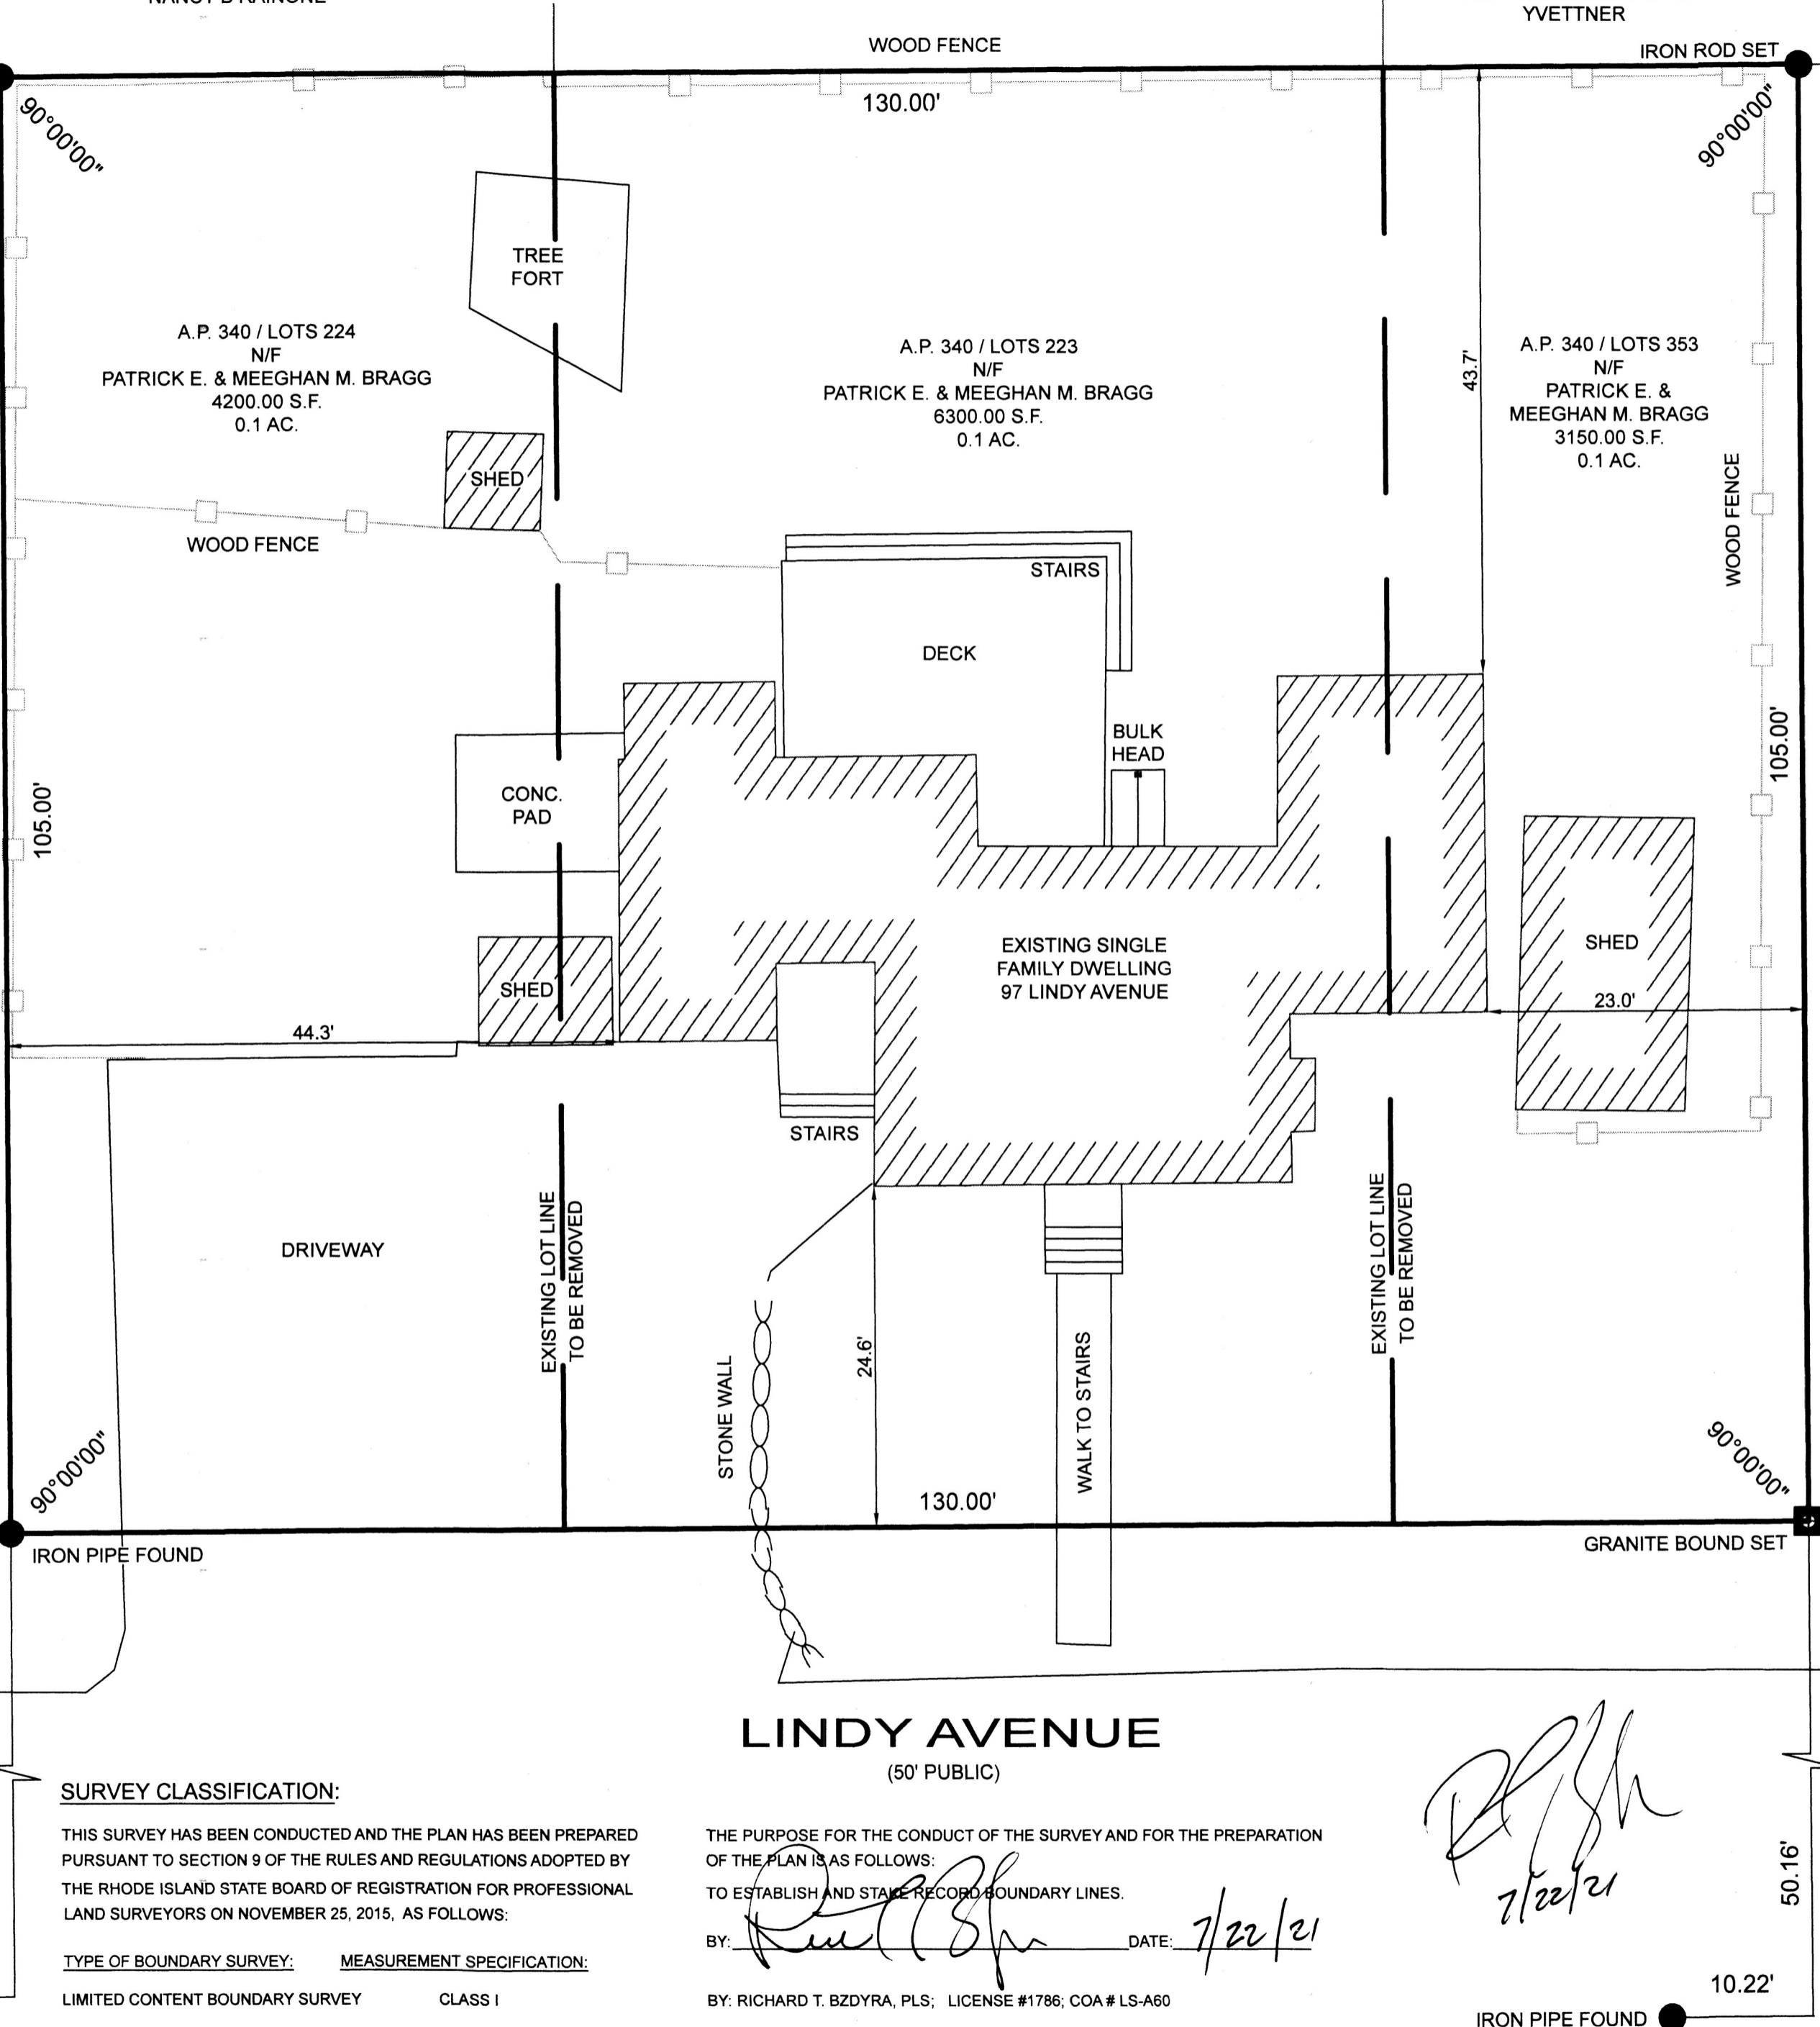 YVETTNER
WOOD FENCE
IRON ROD SET
130.00'
90°00'00"
90°00'00"
TREE
FORT
A.P. 340 / LOTS 224
N/F
PATRICK E. & MEEGHAN M. BRAGG
4200.00 S.F.
0.1 AC.
A.P. 340 / LOTS 223
N/F
PATRICK E. & MEEGHAN M. BRAGG
6300.00 S.F.
0.1 AC.
43.7'
A.P. 340 / LOTS 353
N/F
PATRICK E. &
MEEGHAN M. BRAGG
3150.00 S.F.
0.1 AC.
SHED
WOOD FENCE
WOOD FENCE
STAIRS
DECK
BULK
HEAD
CONC.
PAD
105.00'
105.00'
EXISTING SINGLE
FAMILY DWELLING
97 LINDY AVENUE
SHED
SHED
23.0'
44.3'
STAIRS
DRIVEWAY
EXISTING LOT LINE
TO BE REMOVED
EXISTING LOT LINE
TO BE REMOVED
STONE WALL
24.6'
WALK TO STAIRS
90°00'00"
90°00'00"
130.00'
IRON PIPE FOUND
GRANITE BOUND SET
LINDY AVENUE
(50' PUBLIC)
SURVEY CLASSIFICATION:
THIS SURVEY HAS BEEN CONDUCTED AND THE PLAN HAS BEEN PREPARED
PURSUANT TO SECTION 9 OF THE RULES AND REGULATIONS ADOPTED BY
THE RHODE ISLAND STATE BOARD OF REGISTRATION FOR PROFESSIONAL
LAND SURVEYORS ON NOVEMBER 25, 2015, AS FOLLOWS:
TYPE OF BOUNDARY SURVEY: MEASUREMENT SPECIFICATION:
LIMITED CONTENT BOUNDARY SURVEY CLASS I
THE PURPOSE FOR THE CONDUCT OF THE SURVEY AND FOR THE PREPARATION
OF THE PLAN IS AS FOLLOWS:
TO ESTABLISH AND STAKE RECORD BOUNDARY LINES.
BY: DATE: 7/22/21
BY: RICHARD T. BZDYRA, PLS; LICENSE #1786; COA # LS-A60
7/22/21
50.16'
10.22'
IRON PIPE FOUND